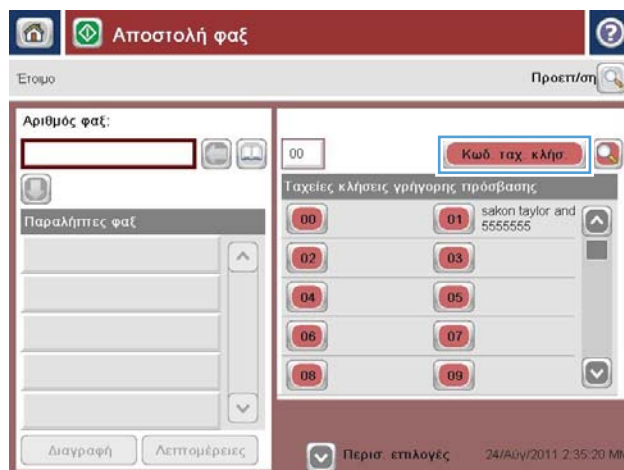 Αποστολή φαξ
Έτοιμο
Προεπ/ση
Αριθμός φαξ:
00
Κωδ. ταχ. κλήσ.
Ταχείες κλήσεις γρήγορης πρόσβασης
Παραλήπτες φαξ
00
01
sakon taylor and
5555555
02
03
04
05
06
07
08
09
Διαγραφή
Λεπτομέρειες
Περισ. επιλογές
24/Αύγ/2011 2:35:20 ΜΜ